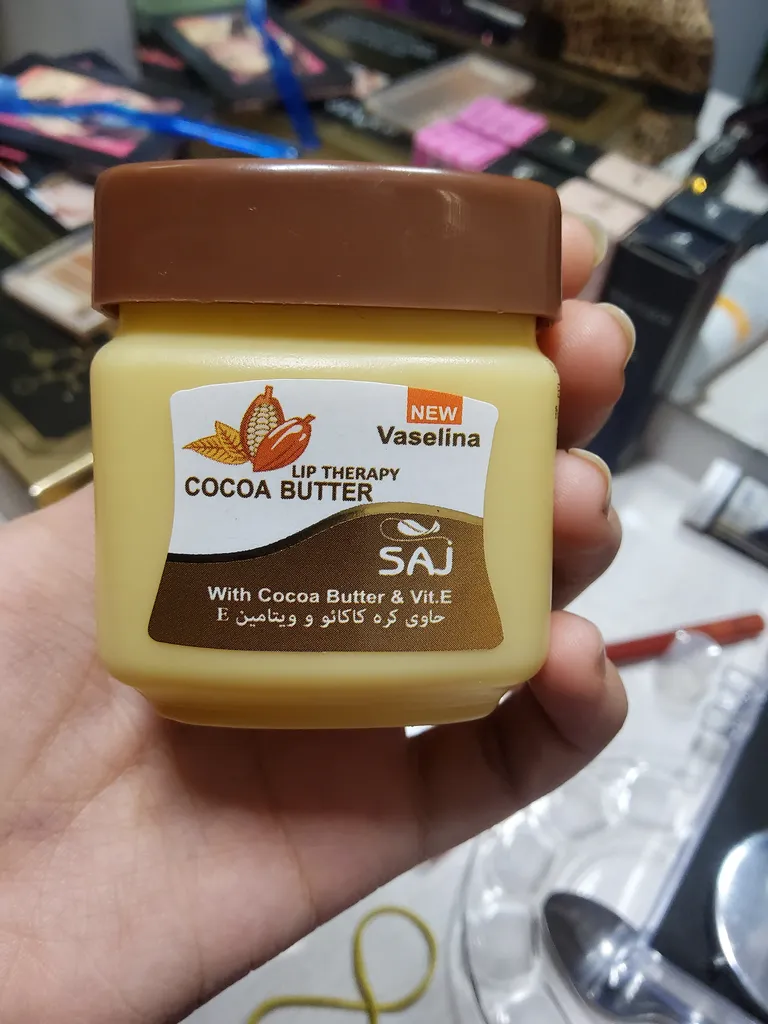 NEW
Vaselina
LIP THERAPY
COCOA BUTTER
SAJ
With Cocoa Butter & Vit.E
حاوی کره کاکائو و ویتامین E